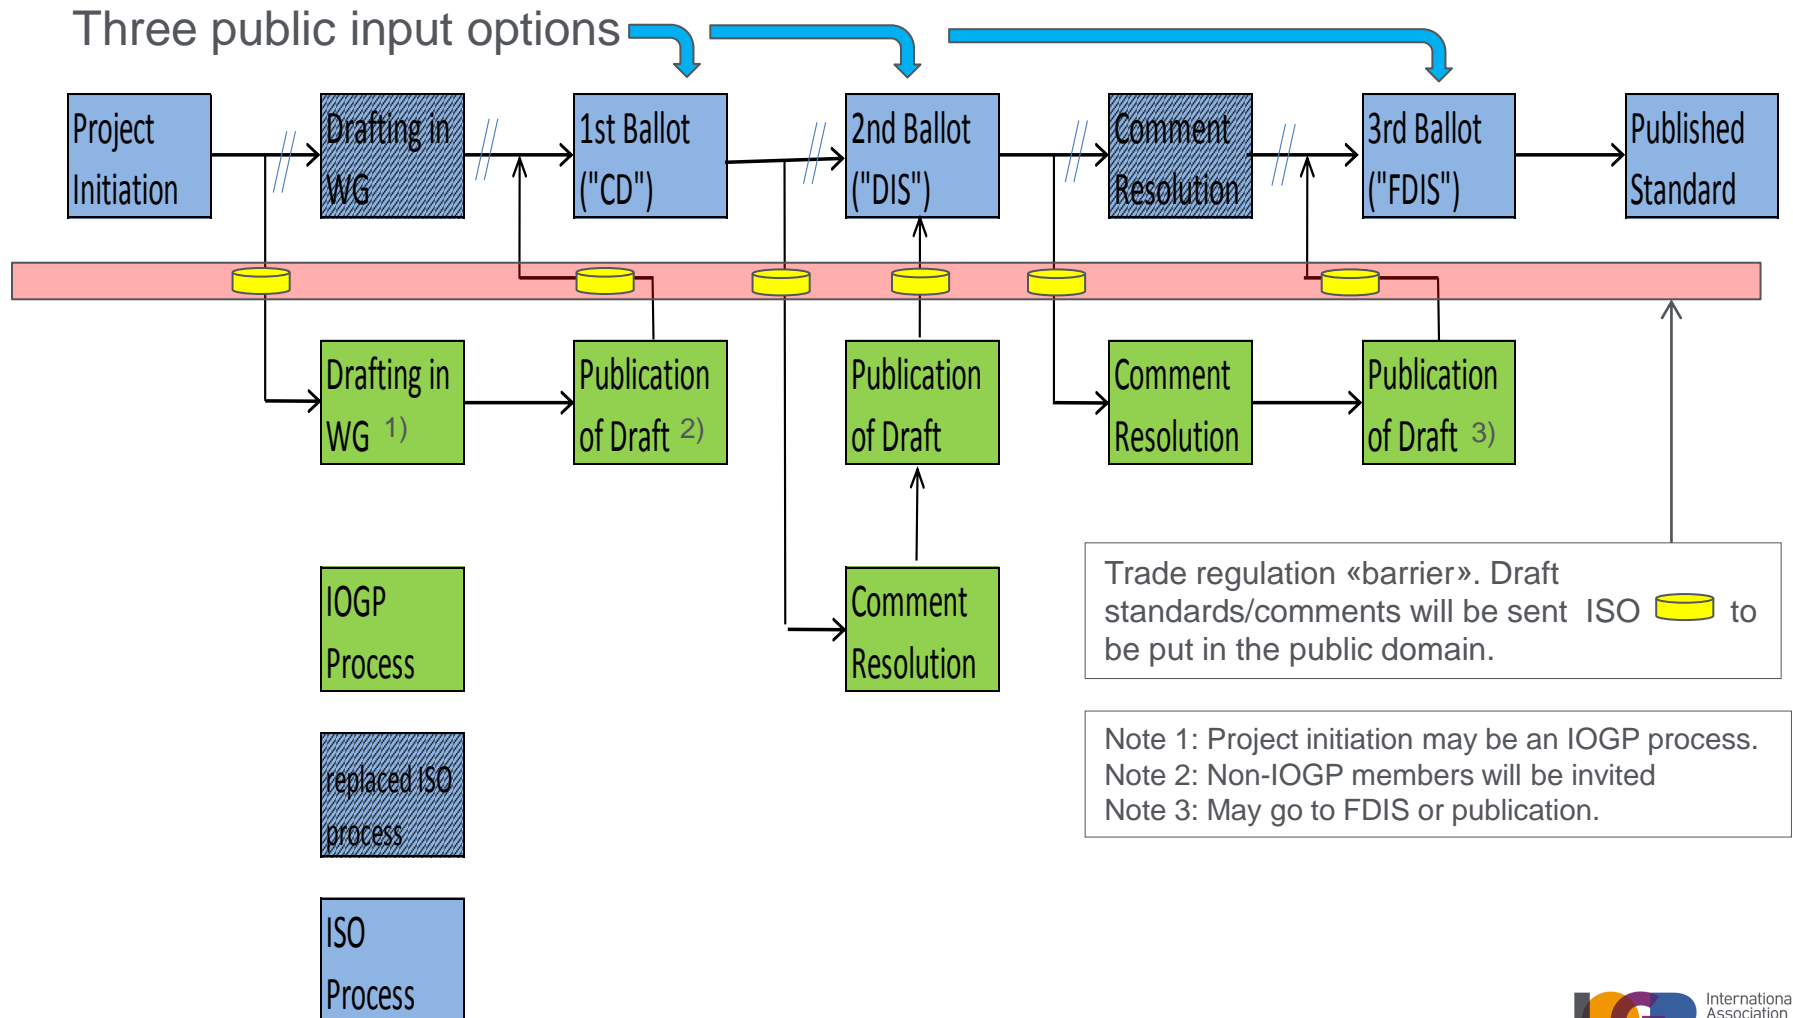 Three public input options
Project
Initiation
Drafting in
WG
1st Ballot
("CD")
2nd Ballot
("DIS")
Comment
Resolution
3rd Ballot
("FDIS")
Published
Standard
Drafting in
WG 1)
Publication
of Draft 2)
Publication
of Draft
Comment
Resolution
Publication
of Draft 3)
IOGP
Process
Comment
Resolution
Trade regulation «barrier». Draft
standards/comments will be sent ISO to
be put in the public domain.
Note 1: Project initiation may be an IOGP process.
Note 2: Non-IOGP members will be invited
Note 3: May go to FDIS or publication.
replaced ISO
process
ISO
Process
Internationa
Association